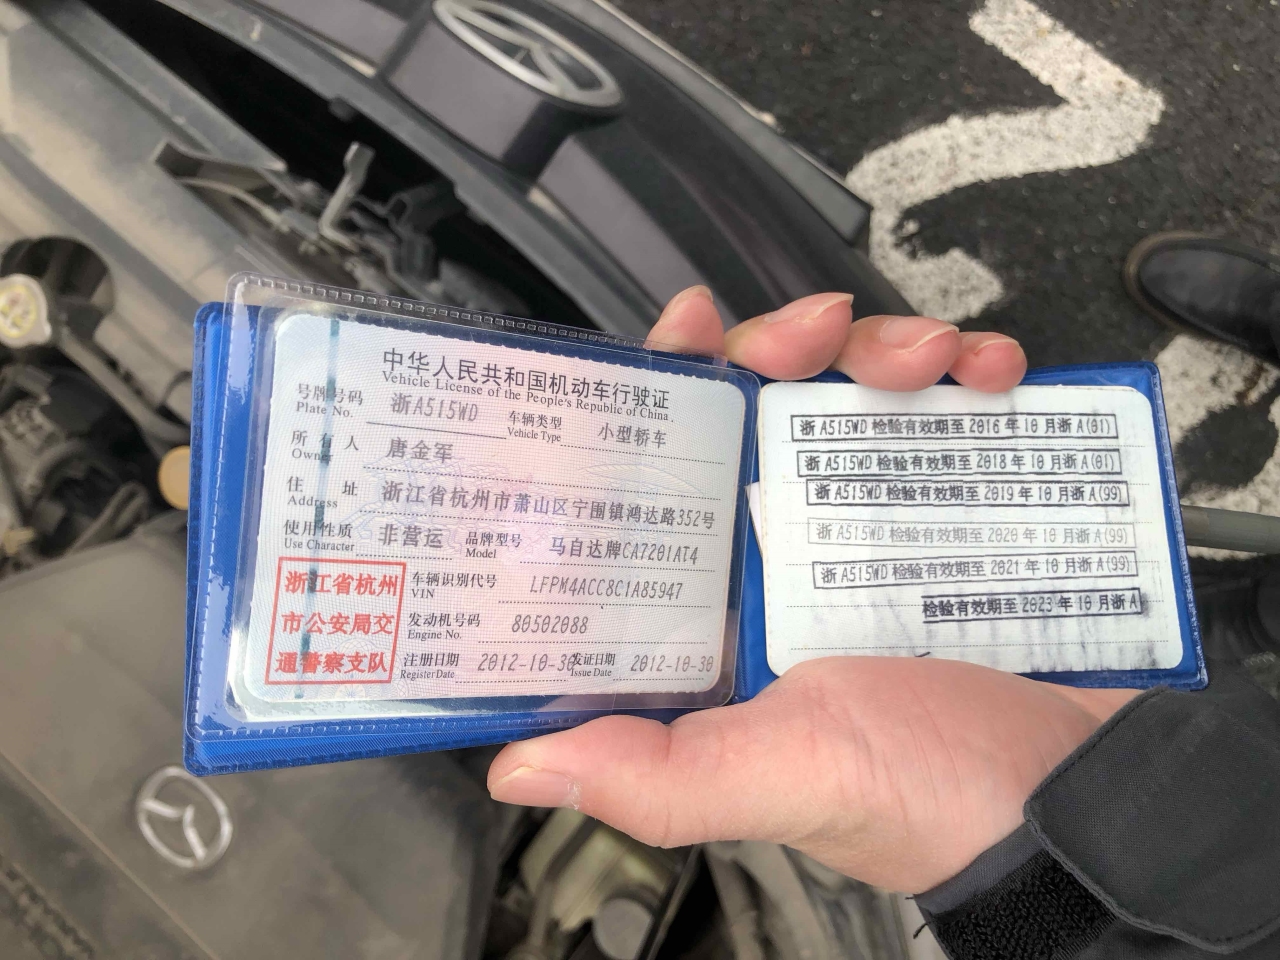 中华人民共和国机动车行驶证
Vehicle License of the People's Republic of China
号牌号码 浙A515WD 车辆类型 小型轿车
Plate No. Vehicle Type
所有人 唐金军
Owner
住址 浙江省杭州市萧山区宁围镇鸿达路352号
Address
使用性质 非营运 品牌型号 马自达牌CA7201AT4
Use Character Model
浙江省杭州
市公安局交
通警察支队
车辆识别代号 LFPM4ACC8C1A85947
VIN
发动机号码 80502088
Engine No.
注册日期 2012-10-30 发证日期 2012-10-30
Register Date Issue Date
浙A515WD 检验有效期至2016年10月浙A(01)
浙A515WD 检验有效期至2018年10月浙A(01)
浙A515WD 检验有效期至2019年10月浙A(99)
浙A515WD 检验有效期至2020年10月浙A(99)
浙A515WD 检验有效期至2021年10月浙A(99)
检验有效期至2023年10月浙A